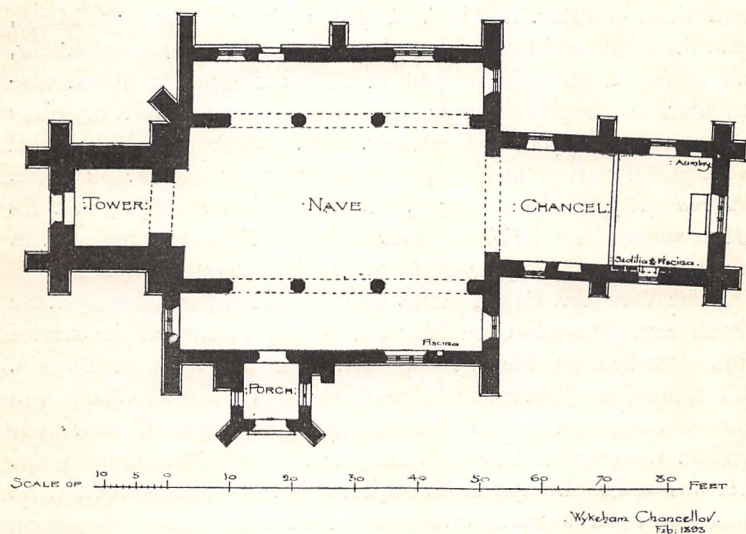 Aumbry.
TOWER: NAVE CHANCEL:
Sedilia & Piscina.
Piscina
PORCH
SCALE OF 10 5 0 10 20 30 40 50 60 70 80 FEET
Wykeham Chancellor.
Feb: 1893